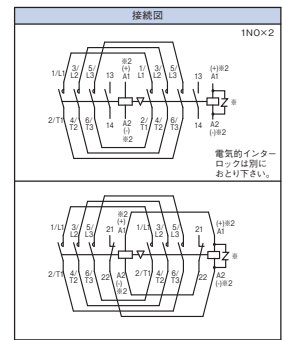 接続図
1NO×2
1/L1 3/L2 5/L3 13 ※2 (+) A1 1/L1 3/L2 5/L3 13 (+)※2 A1
※
2/T1 4/T2 6/T3 14 A2 (-) ※2 2/T1 4/T2 6/T3 14 A2 (-)※2
電気的インター
ロックは別に
おとり下さい。
1/L1 3/L2 5/L3 21 ※2 (+) A1 1/L1 3/L2 5/L3 21 (+)※2 A1
※
2/T1 4/T2 6/T3 22 A2 (-) ※2 2/T1 4/T2 6/T3 22 A2 (-)※2